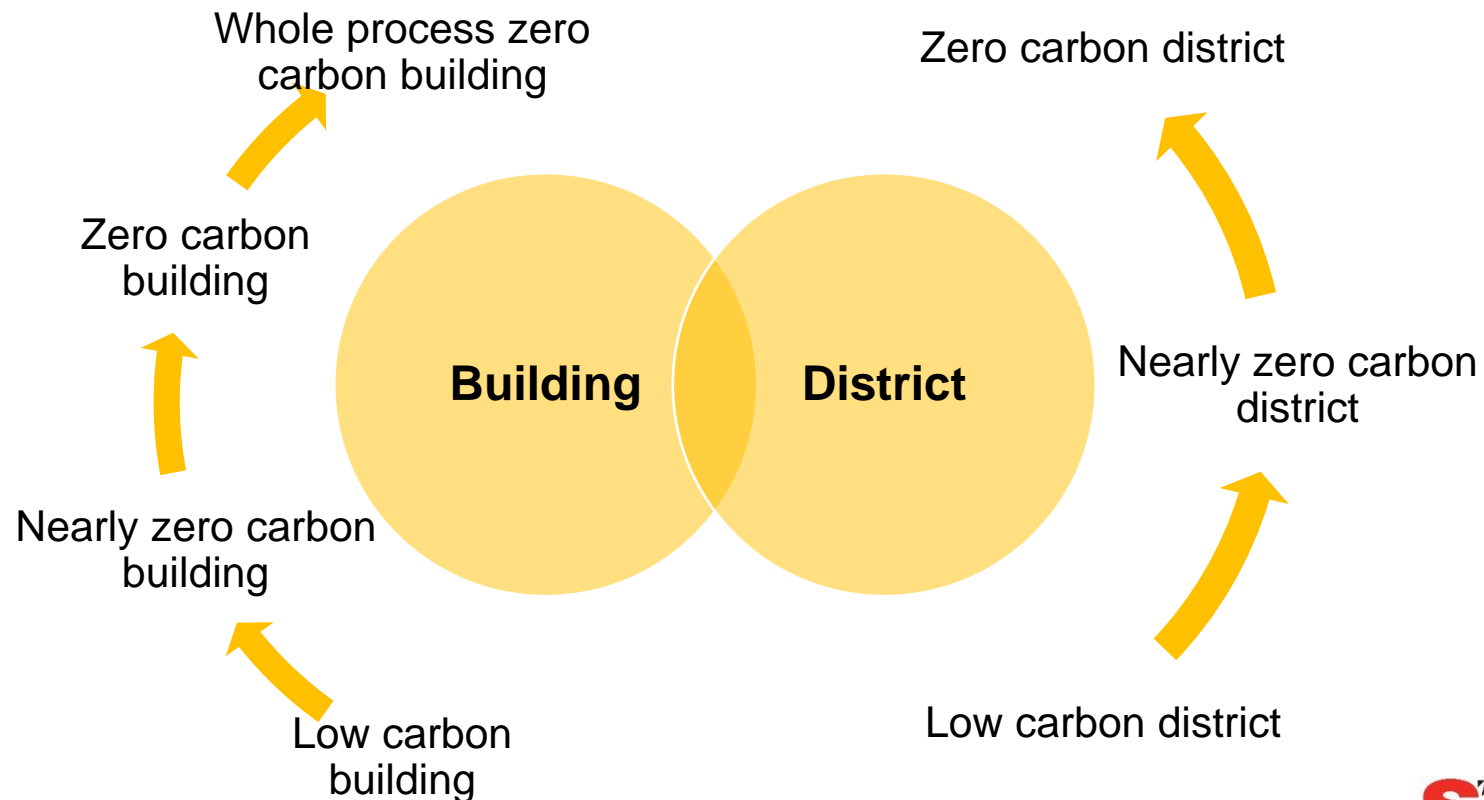 Whole process zero
carbon building
Zero carbon district
Zero carbon
building
Building
District
Nearly zero carbon
district
Nearly zero carbon
building
Low carbon
building
Low carbon district